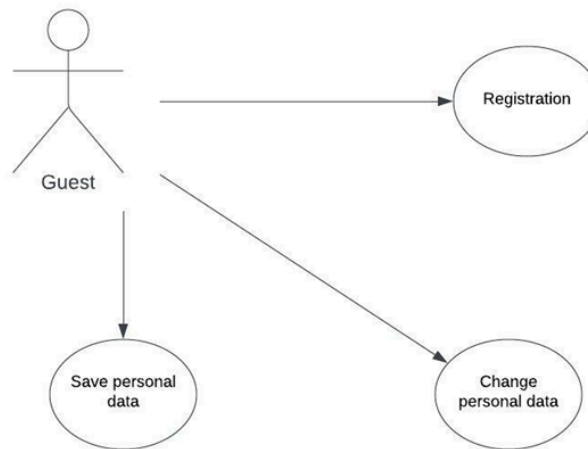 Registration
Guest
Save personal
data
Change
personal data